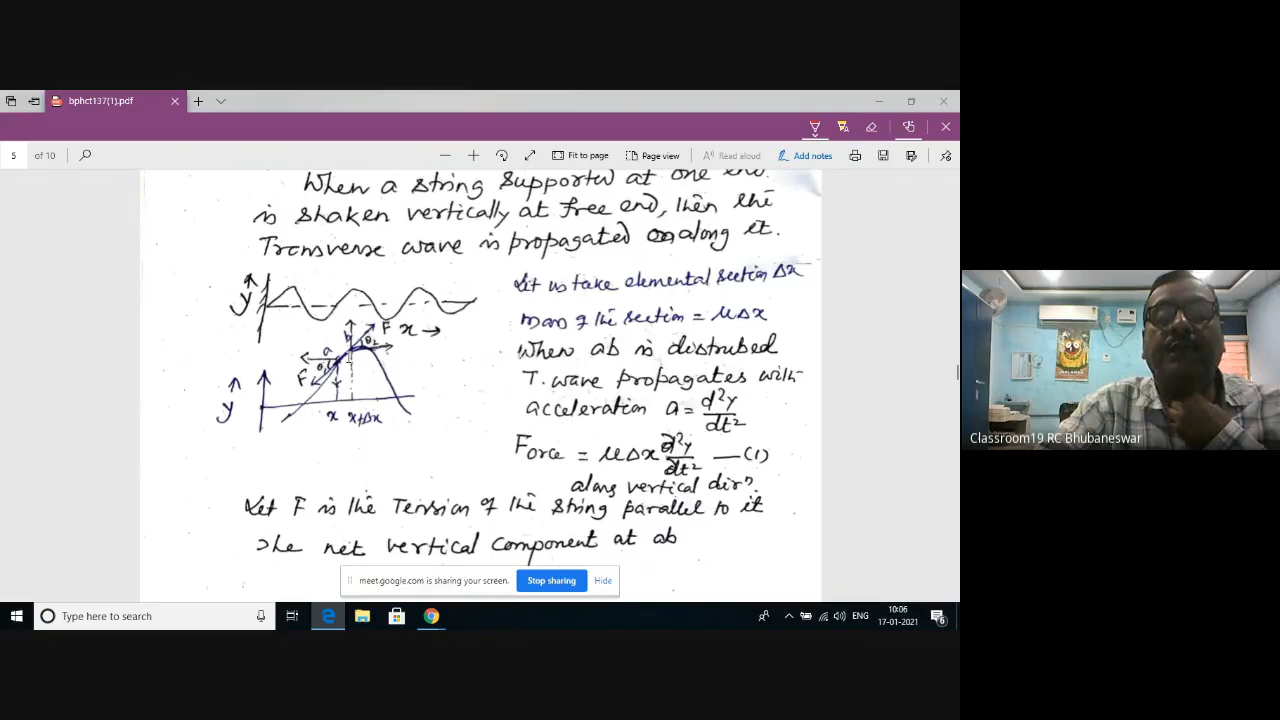 bphct137(1).pdf
5 of 10
Fit to page
Page view
Read aloud
Add notes
When a string supported at one end
is shaken vertically at free end, then the
Transverse wave is propagated along it.
Let us take elemental section Δx
y
mass of the section = μΔx
F x →
b
θ2
a
θ1
F
When ab is distrubed
T. wave propagates with
acceleration a = d²y/dt²
y
x x+Δx
Force = μΔx ∂²y/∂t² —(1)
along vertical dirⁿ.
Let F is the Tension of the string parallel to it
The net vertical component at ab
meet.google.com is sharing your screen.
Stop sharing
Hide
Classroom19 RC Bhubaneswar
Type here to search
ENG
10:06
17-01-2021
6